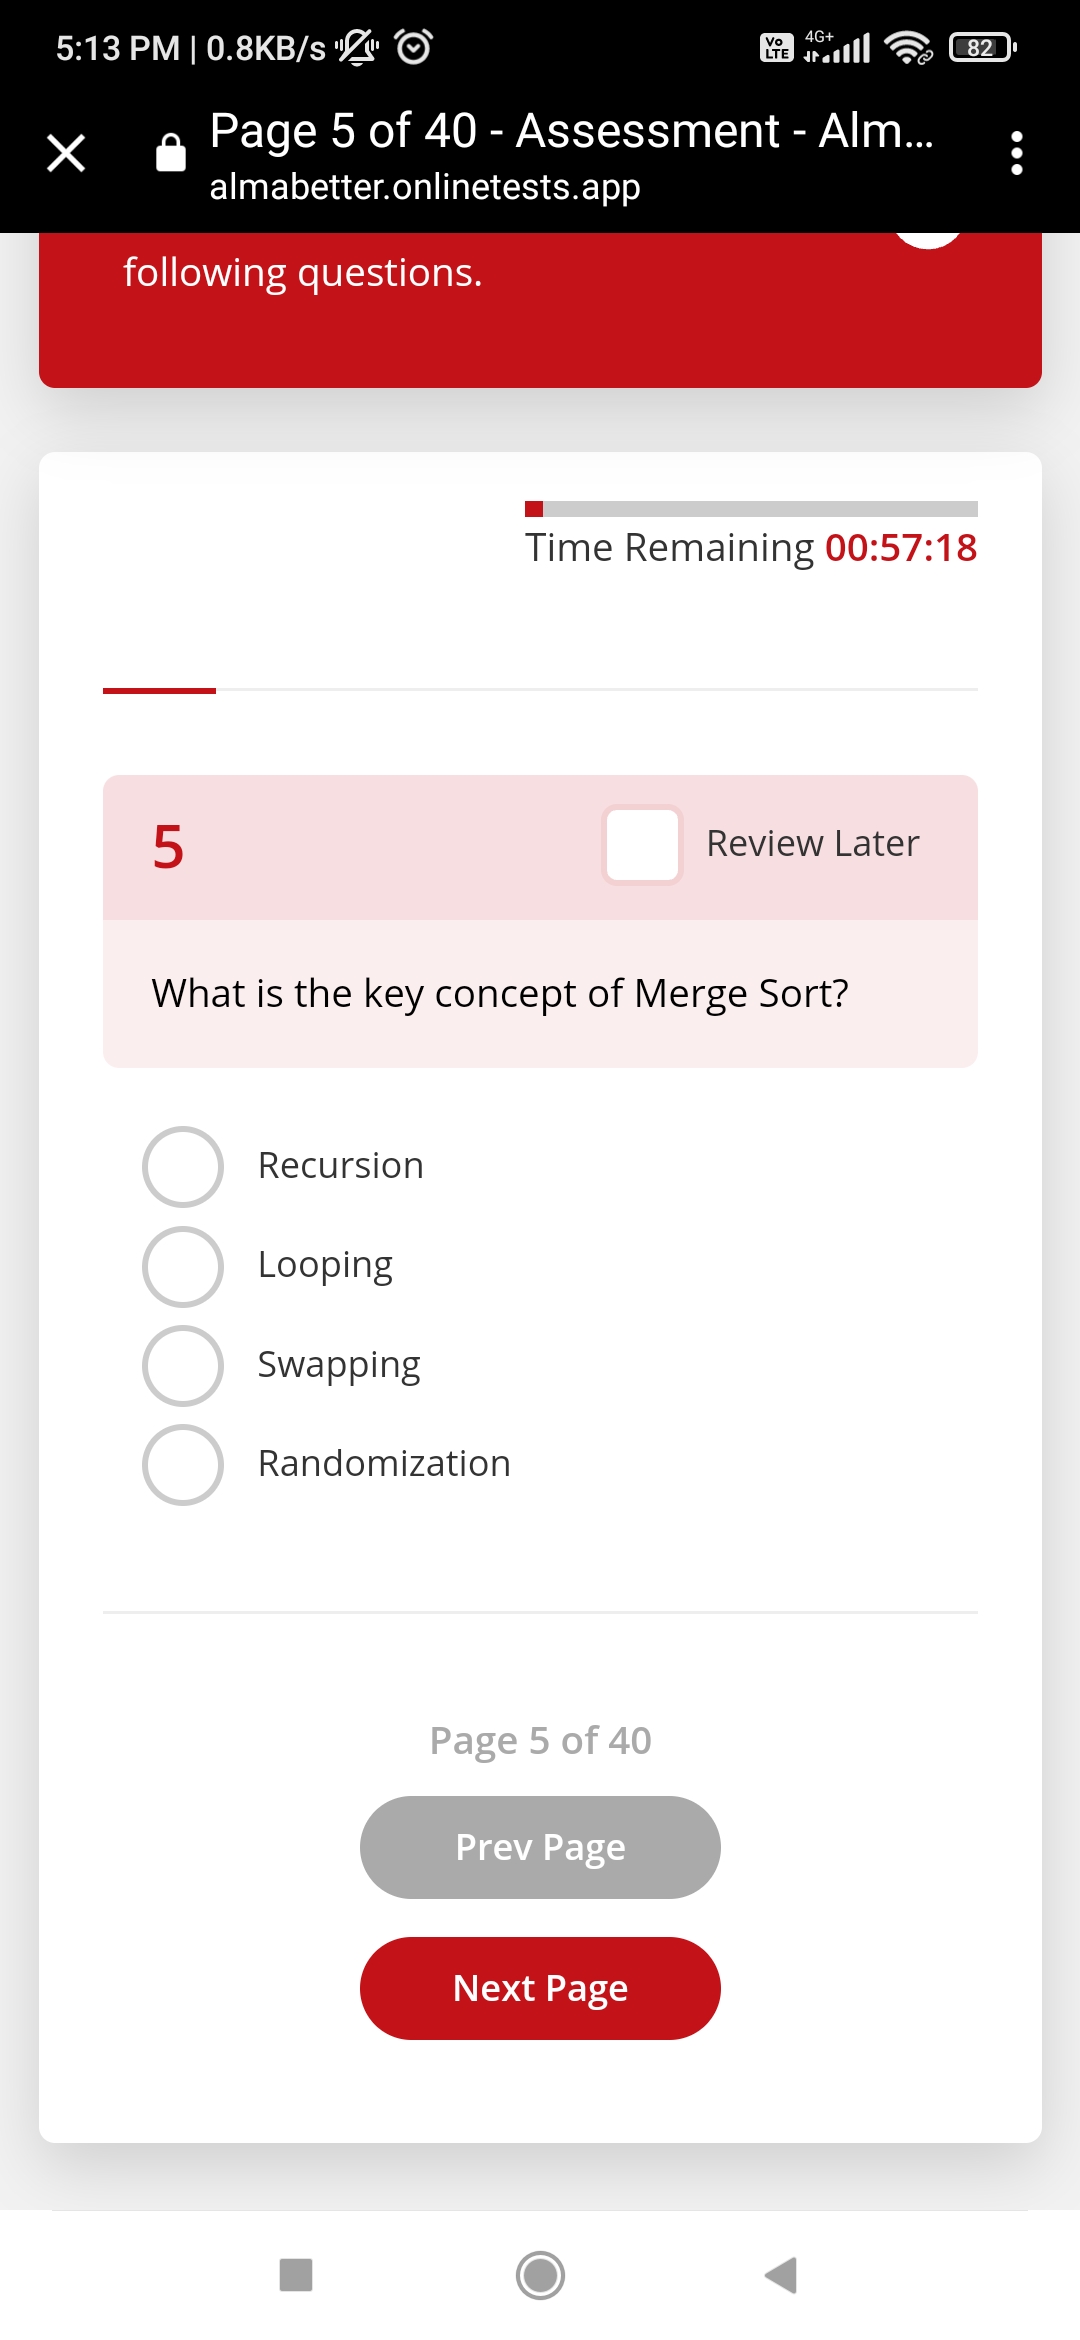 5:13 PM | 0.8KB/s
Vo LTE 4G+ 82
Page 5 of 40 - Assessment - Alm...
almabetter.onlinetests.app
following questions.
Time Remaining 00:57:18
5 Review Later
What is the key concept of Merge Sort?
Recursion
Looping
Swapping
Randomization
Page 5 of 40
Prev Page
Next Page